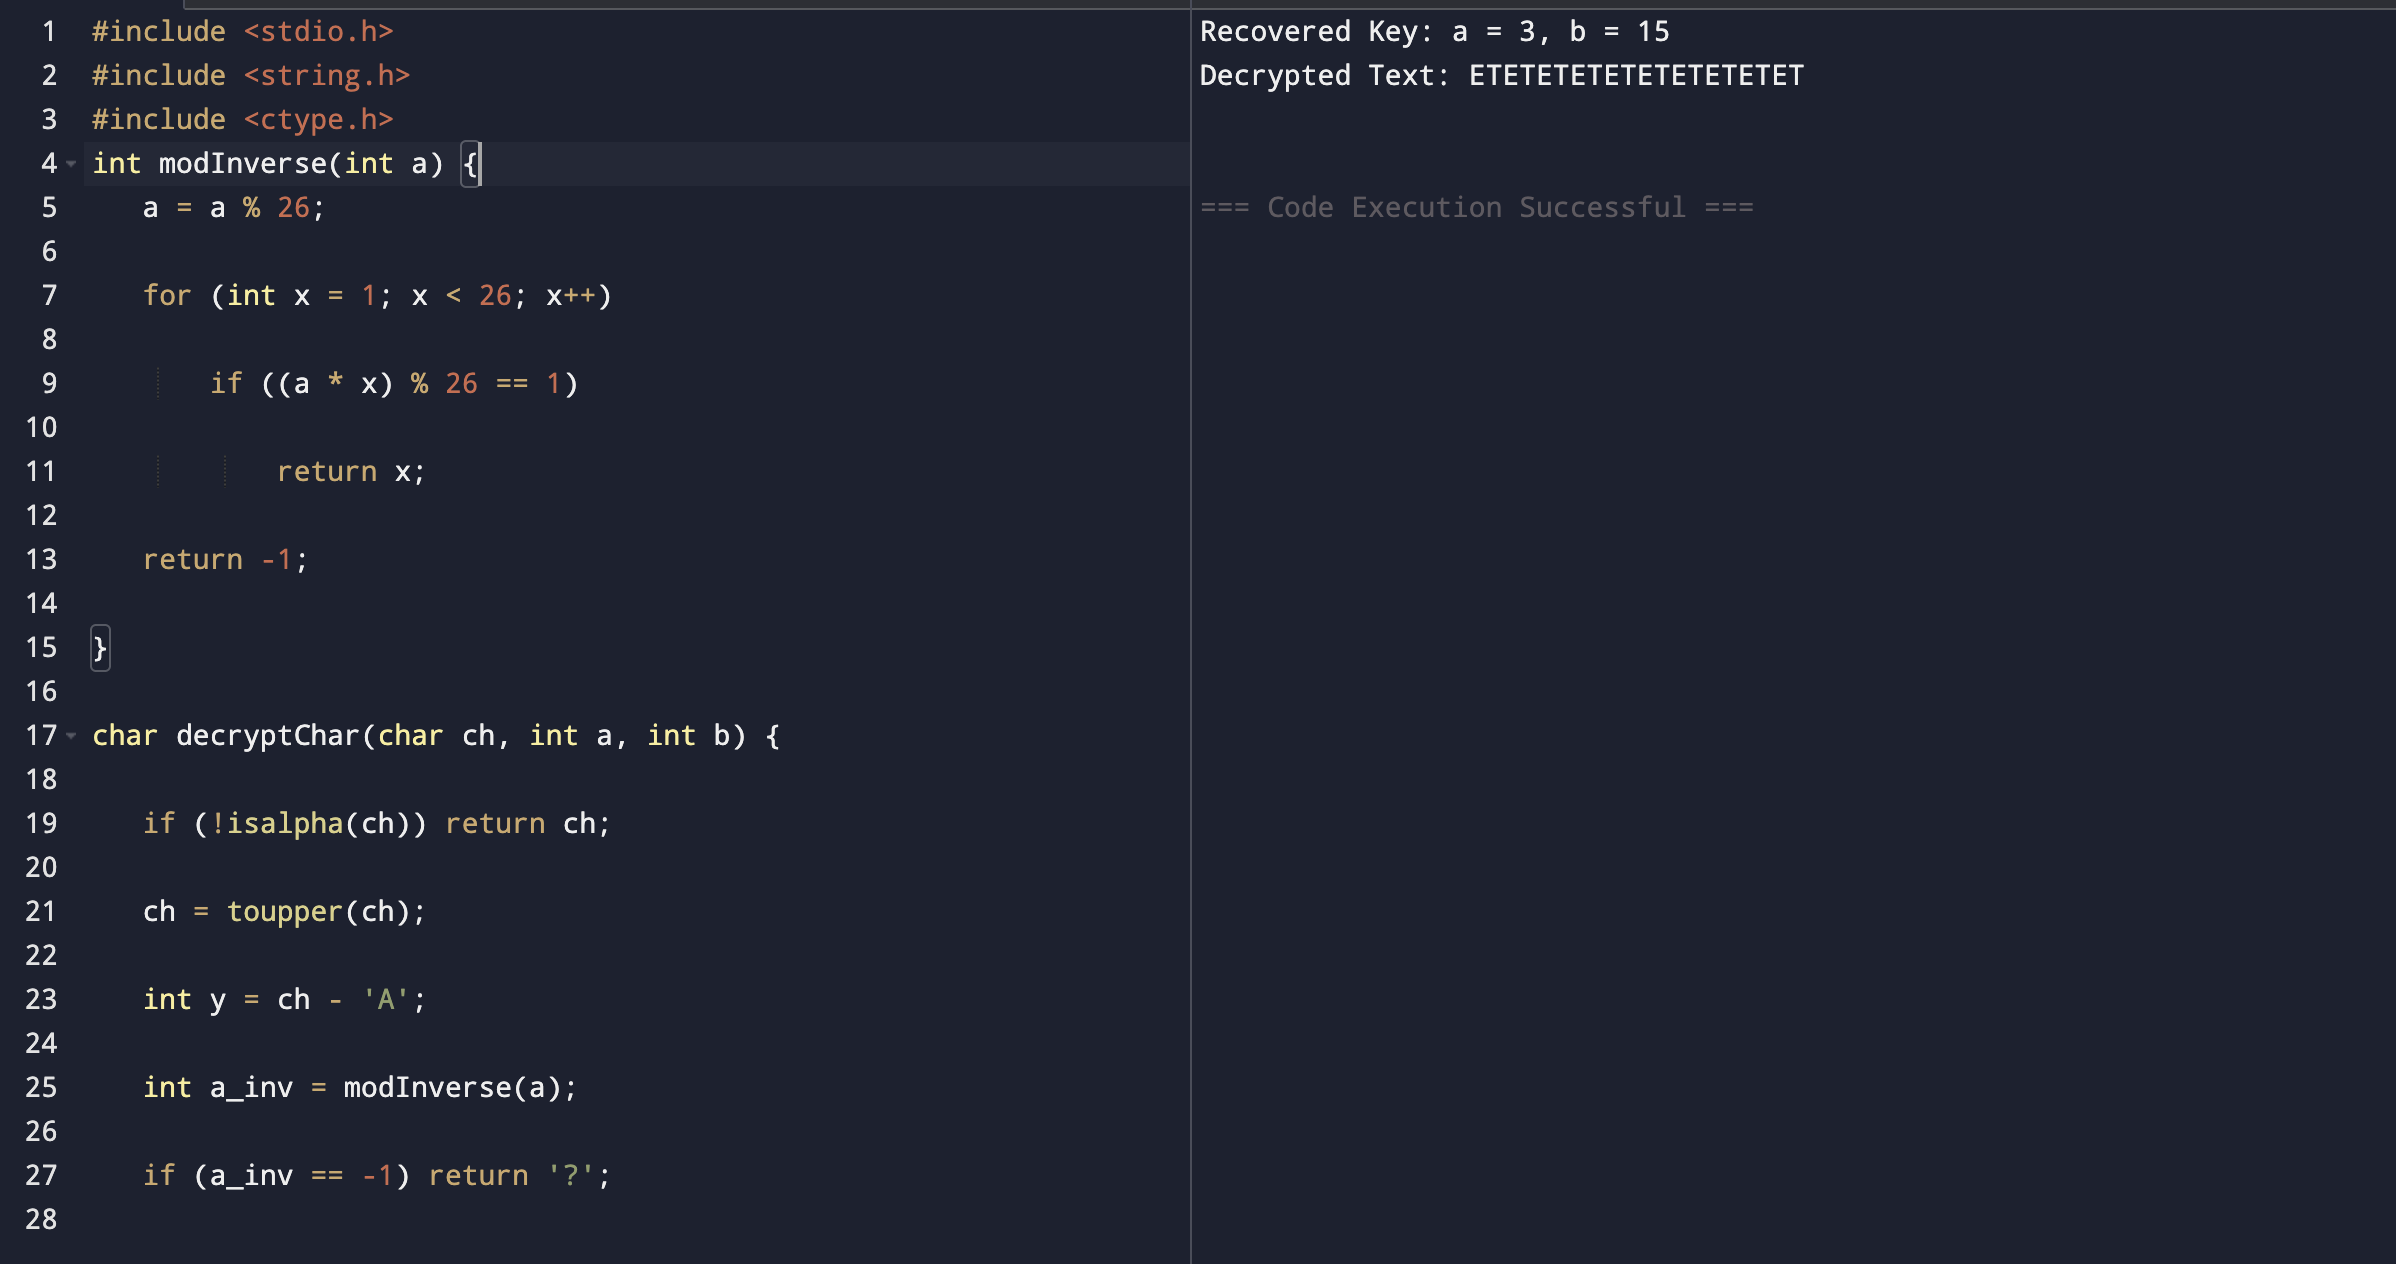 1 #include <stdio.h>
2 #include <string.h>
3 #include <ctype.h>
4 int modInverse(int a) {
5    a = a % 26;
6
7    for (int x = 1; x < 26; x++)
8
9        if ((a * x) % 26 == 1)
10
11            return x;
12
13    return -1;
14
15 }
16
17 char decryptChar(char ch, int a, int b) {
18
19    if (!isalpha(ch)) return ch;
20
21    ch = toupper(ch);
22
23    int y = ch - 'A';
24
25    int a_inv = modInverse(a);
26
27    if (a_inv == -1) return '?';
28
Recovered Key: a = 3, b = 15
Decrypted Text: ETETETETETETETETETET
=== Code Execution Successful ===